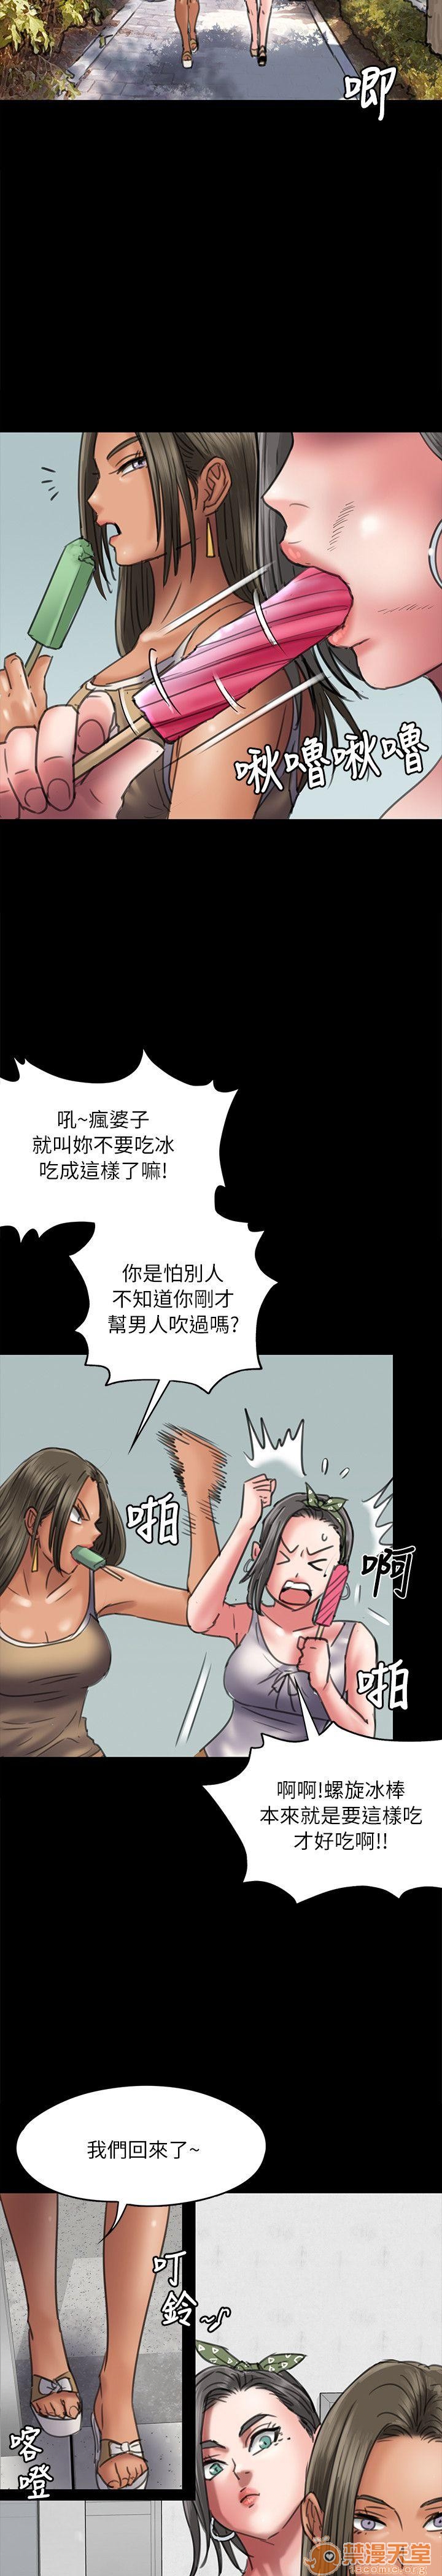 唧
啾嚕啾嚕
吼~瘋婆子
就叫妳不要吃冰
吃成這樣了嘛!
你是怕別人
不知道你剛才
幫男人吹過嗎?
啪
啊
啪
啊啊!螺旋冰棒
本來就是要這樣吃
才好吃啊!!
我們回來了~
叮
鈴~♪
喀
噔
禁漫天堂
18comic.org